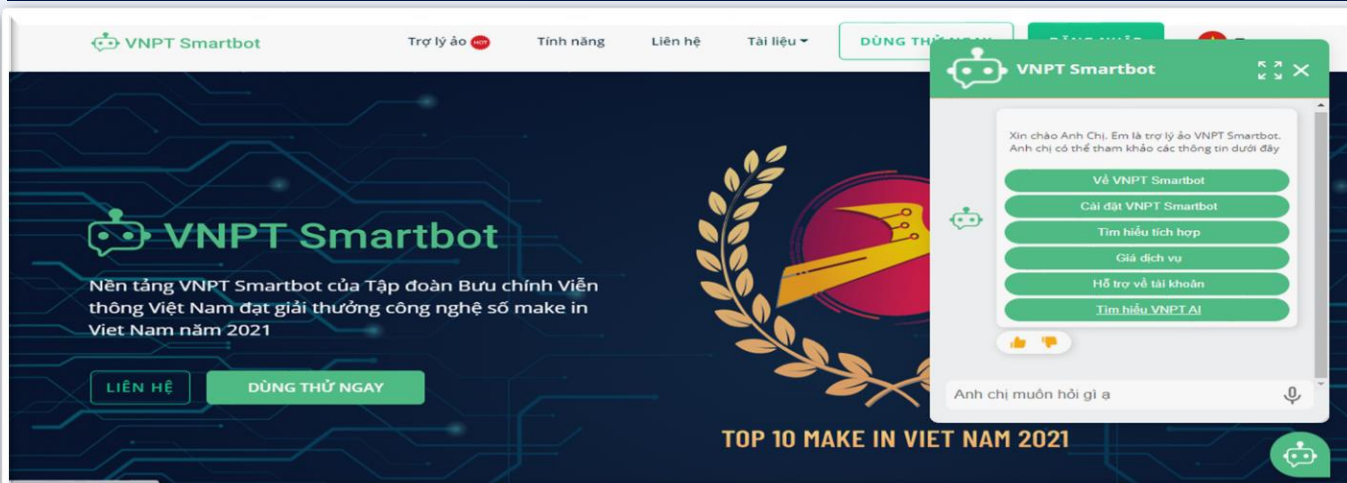 VNPT Smartbot
Trợ lý ảo HOT
Tính năng
Liên hệ
Tài liệu
DÙNG THỬ NGAY
ĐĂNG NHẬP
VNPT Smartbot
Nền tảng VNPT Smartbot của Tập đoàn Bưu chính Viễn
thông Việt Nam đạt giải thưởng công nghệ số make in
Viet Nam năm 2021
LIÊN HỆ
DÙNG THỬ NGAY
TOP 10 MAKE IN VIET NAM 2021
VNPT Smartbot
Xin chào Anh Chị. Em là trợ lý ảo VNPT Smartbot.
Anh chị có thể tham khảo các thông tin dưới đây
Về VNPT Smartbot
Cài đặt VNPT Smartbot
Tìm hiểu tích hợp
Giá dịch vụ
Hỗ trợ về tài khoản
Tìm hiểu VNPT AI
Anh chị muốn hỏi gì ạ